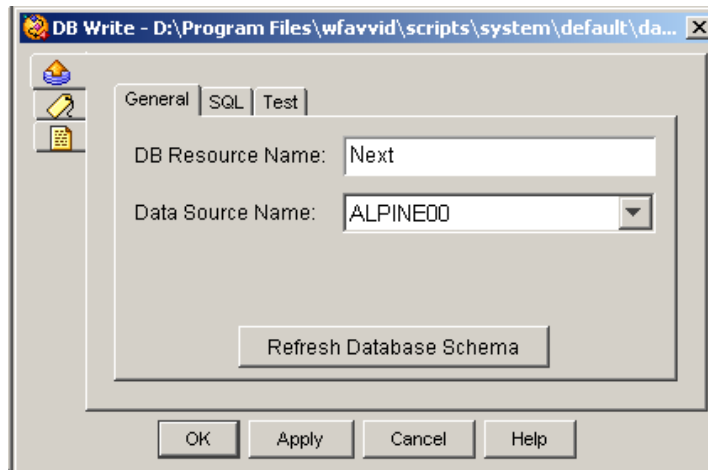 DB Write - D:\Program Files\wfavvid\scripts\system\default\da...
General SQL Test
DB Resource Name: Next
Data Source Name: ALPINE00
Refresh Database Schema
OK Apply Cancel Help